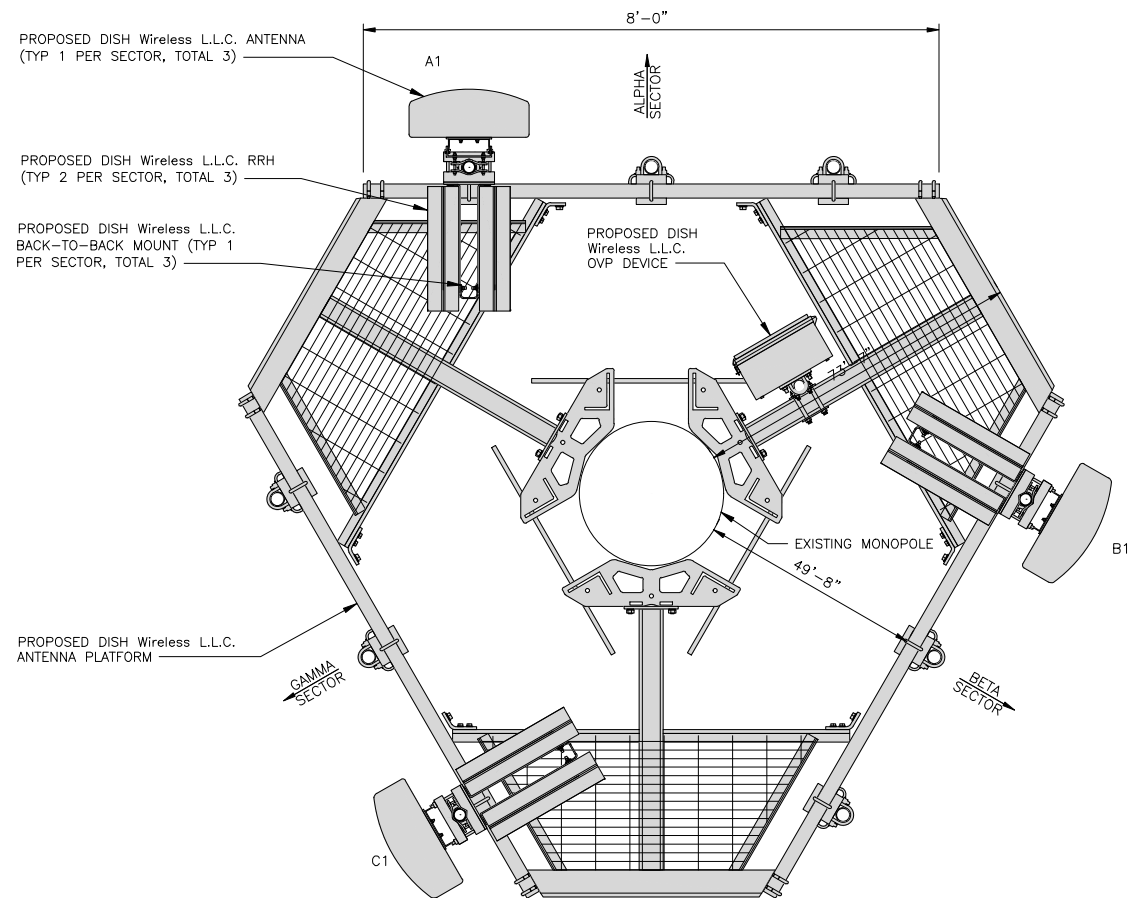 8'-0"
PROPOSED DISH Wireless L.L.C. ANTENNA
(TYP 1 PER SECTOR, TOTAL 3)
A1
ALPHA
SECTOR
PROPOSED DISH Wireless L.L.C. RRH
(TYP 2 PER SECTOR, TOTAL 3)
PROPOSED DISH Wireless L.L.C.
BACK-TO-BACK MOUNT (TYP 1
PER SECTOR, TOTAL 3)
PROPOSED DISH
Wireless L.L.C.
OVP DEVICE
EXISTING MONOPOLE
B1
49'-8"
PROPOSED DISH Wireless L.L.C.
ANTENNA PLATFORM
GAMMA
SECTOR
BETA
SECTOR
C1